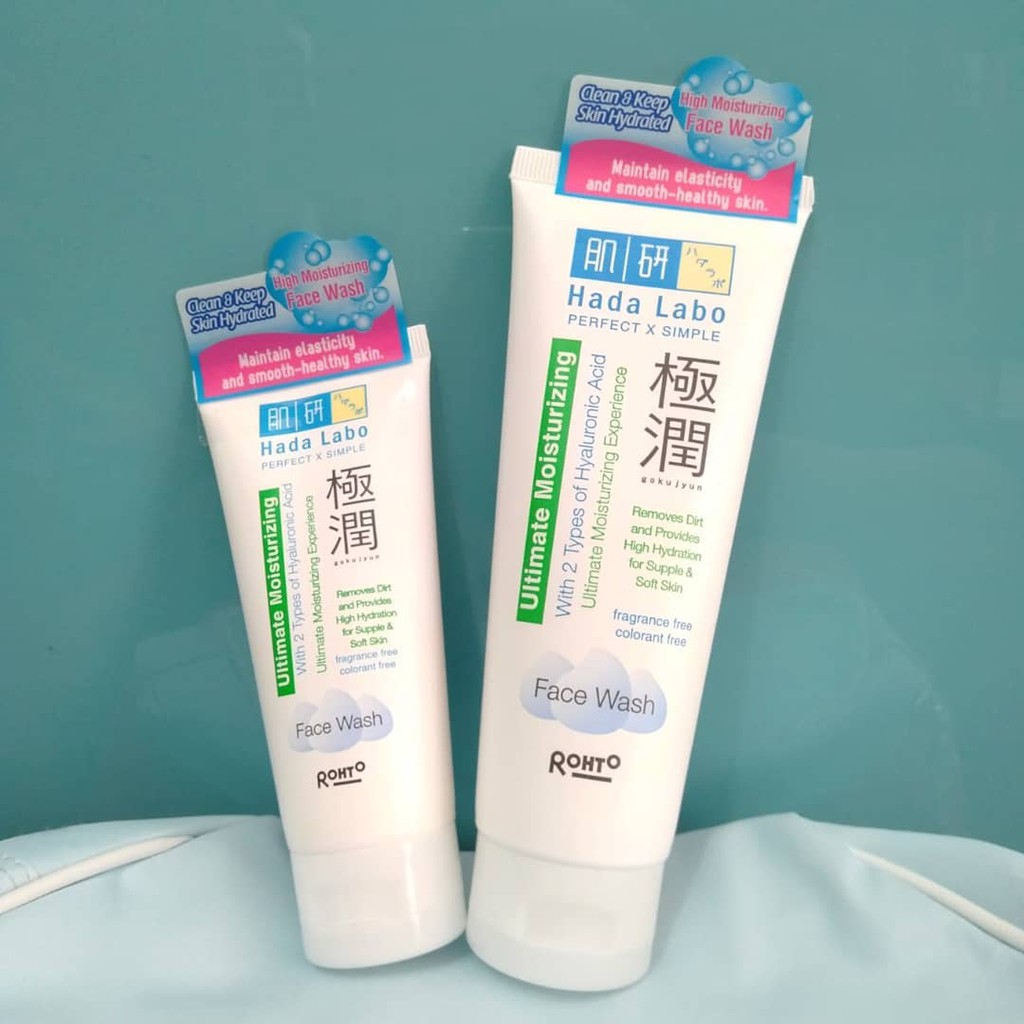 Clean & Keep
Skin Hydrated
High Moisturizing
Face Wash
Maintain elasticity
and smooth-healthy skin.
肌研
ハダラボ
Hada Labo
PERFECT X SIMPLE
Ultimate Moisturizing
With 2 Types of Hyaluronic Acid
Ultimate Moisturizing Experience
極潤
gokujyun
Removes Dirt
and Provides
High Hydration
for Supple &
Soft Skin
fragrance free
colorant free
Face Wash
ROHTO
Clean & Keep
Skin Hydrated
High Moisturizing
Face Wash
Maintain elasticity
and smooth-healthy skin.
肌研
ハダラボ
Hada Labo
PERFECT X SIMPLE
Ultimate Moisturizing
With 2 Types of Hyaluronic Acid
Ultimate Moisturizing Experience
極潤
gokujyun
Removes Dirt
and Provides
High Hydration
for Supple &
Soft Skin
fragrance free
colorant free
Face Wash
ROHTO